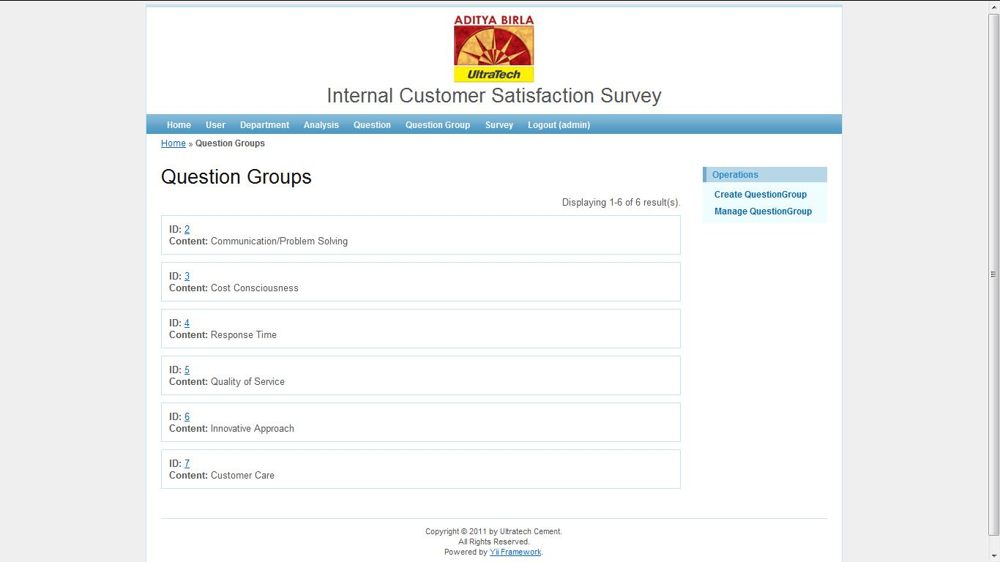 ADITYA BIRLA
UltraTech
Internal Customer Satisfaction Survey
Home User Department Analysis Question Question Group Survey Logout (admin)
Home » Question Groups
Question Groups
Displaying 1-6 of 6 result(s).
ID: 2
Content: Communication/Problem Solving
ID: 3
Content: Cost Consciousness
ID: 4
Content: Response Time
ID: 5
Content: Quality of Service
ID: 6
Content: Innovative Approach
ID: 7
Content: Customer Care
Operations
Create QuestionGroup
Manage QuestionGroup
Copyright © 2011 by Ultratech Cement.
All Rights Reserved.
Powered by Yii Framework.